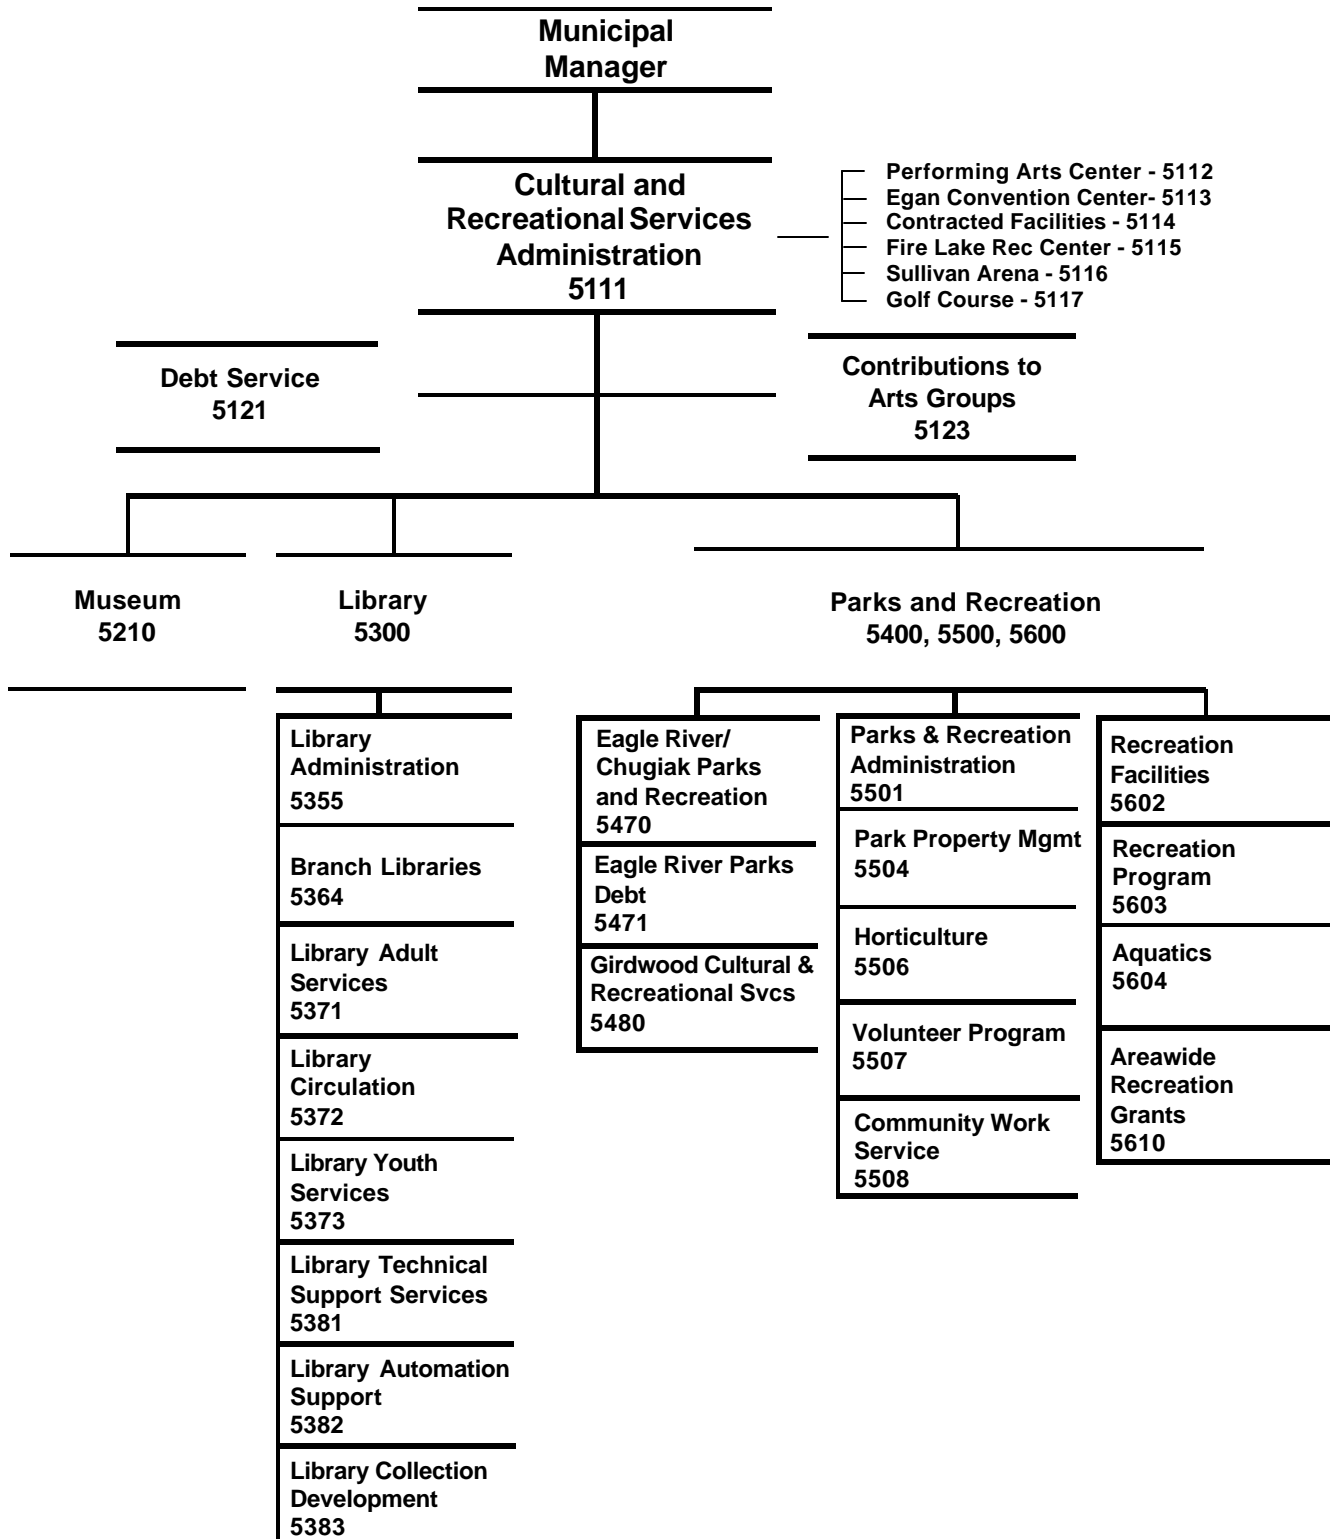 Municipal
Manager
Cultural and
Recreational Services
Administration
5111
Performing Arts Center - 5112
Egan Convention Center- 5113
Contracted Facilities - 5114
Fire Lake Rec Center - 5115
Sullivan Arena - 5116
Golf Course - 5117
Debt Service
5121
Contributions to
Arts Groups
5123
Museum
5210
Library
5300
Parks and Recreation
5400, 5500, 5600
Library
Administration
5355
Branch Libraries
5364
Library Adult
Services
5371
Library
Circulation
5372
Library Youth
Services
5373
Library Technical
Support Services
5381
Library Automation
Support
5382
Library Collection
Development
5383
Eagle River/
Chugiak Parks
and Recreation
5470
Eagle River Parks
Debt
5471
Girdwood Cultural &
Recreational Svcs
5480
Parks & Recreation
Administration
5501
Park Property Mgmt
5504
Horticulture
5506
Volunteer Program
5507
Community Work
Service
5508
Recreation
Facilities
5602
Recreation
Program
5603
Aquatics
5604
Areawide
Recreation
Grants
5610